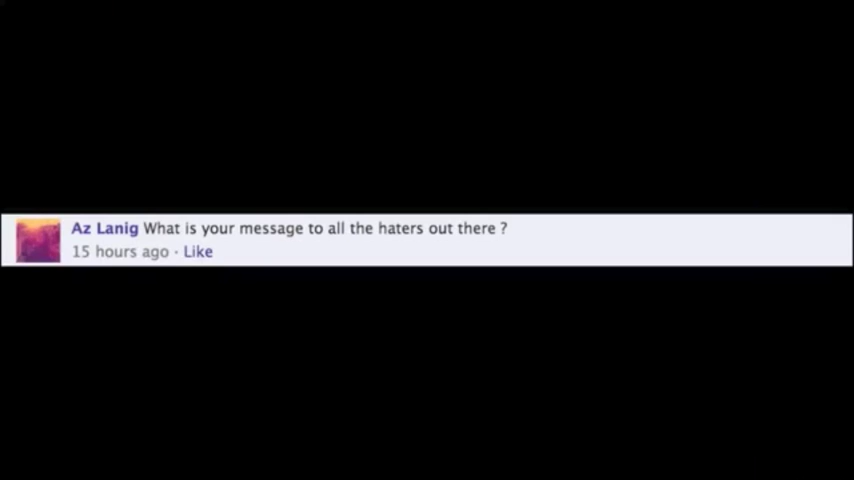 Az Lanig What is your message to all the haters out there ?
15 hours ago · Like